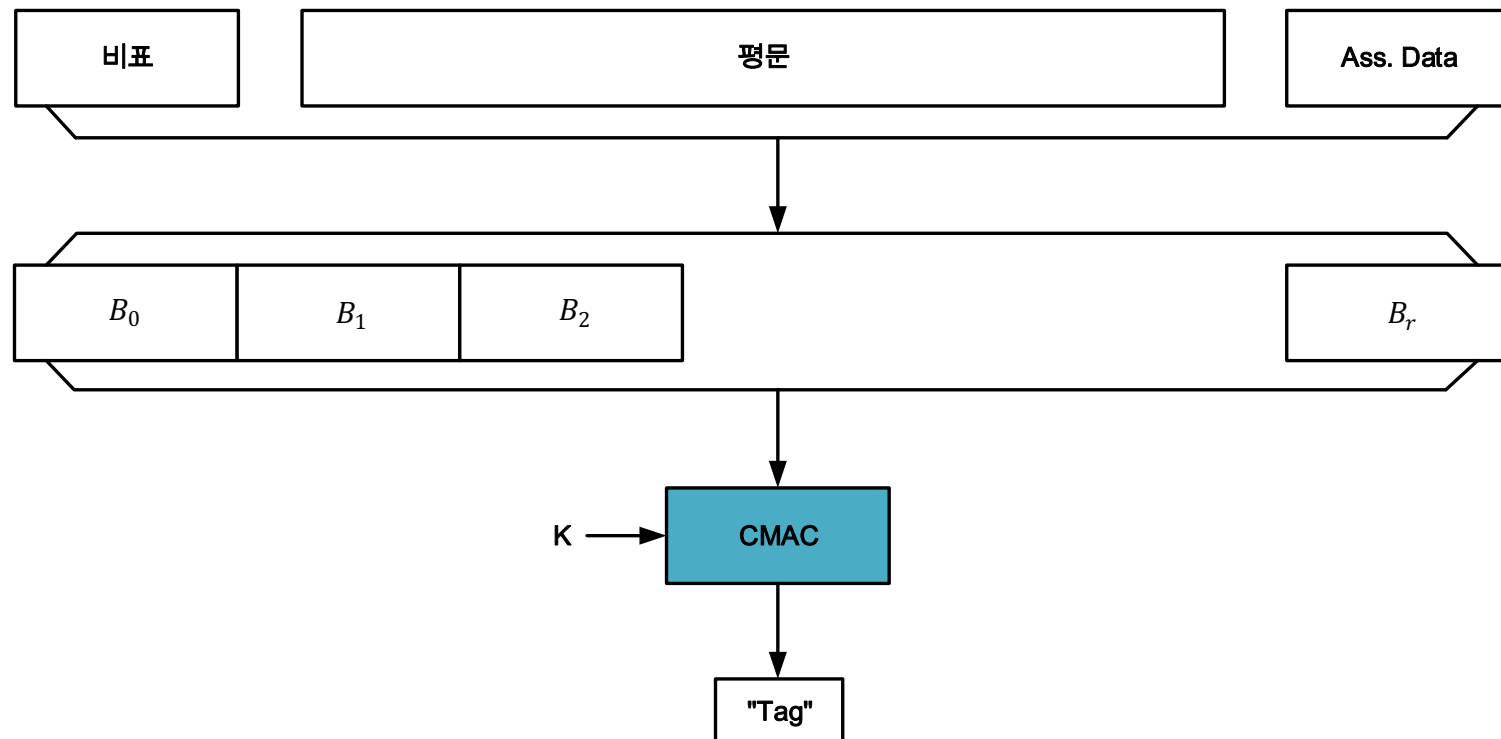 비표 평문 Ass. Data
B₀ B₁ B₂ Bᵣ
K CMAC
"Tag"